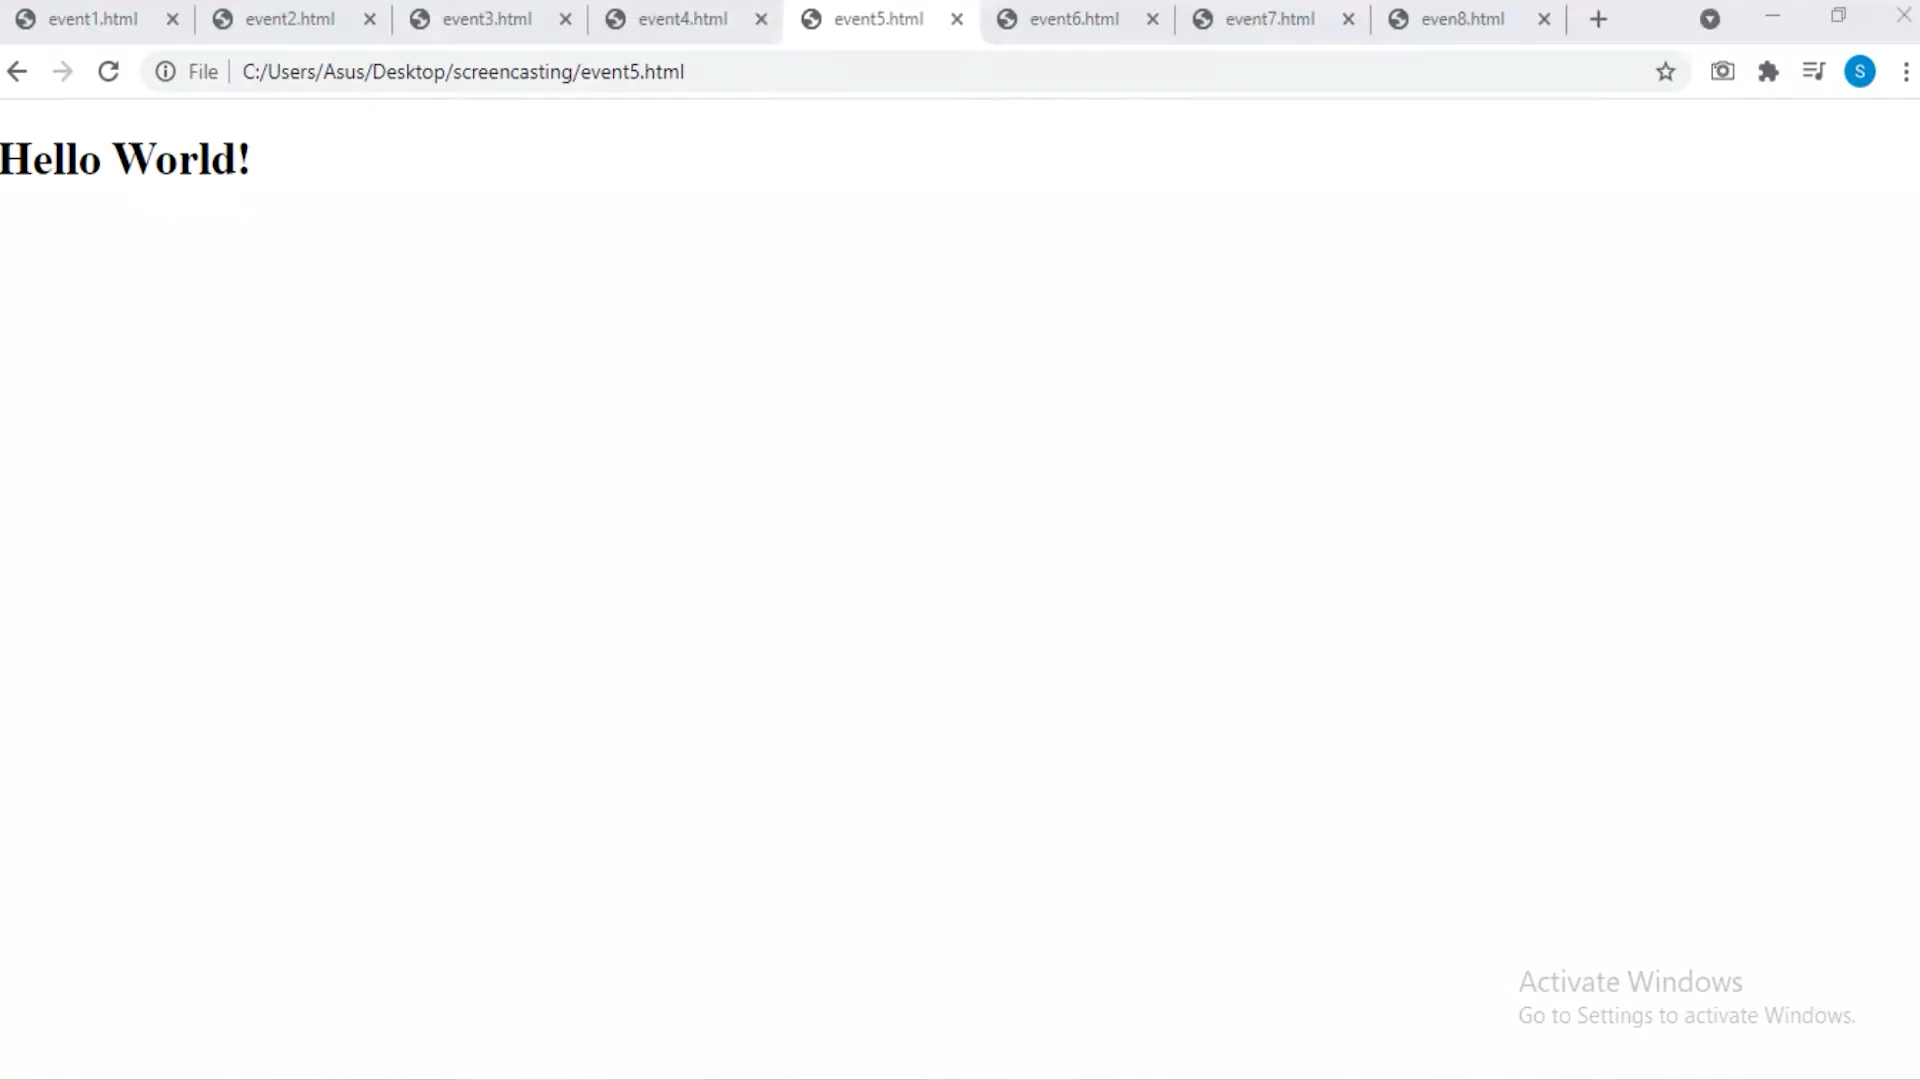 event1.html
event2.html
event3.html
event4.html
event5.html
event6.html
event7.html
even8.html
File C:/Users/Asus/Desktop/screencasting/event5.html
S
Hello World!
Activate Windows
Go to Settings to activate Windows.